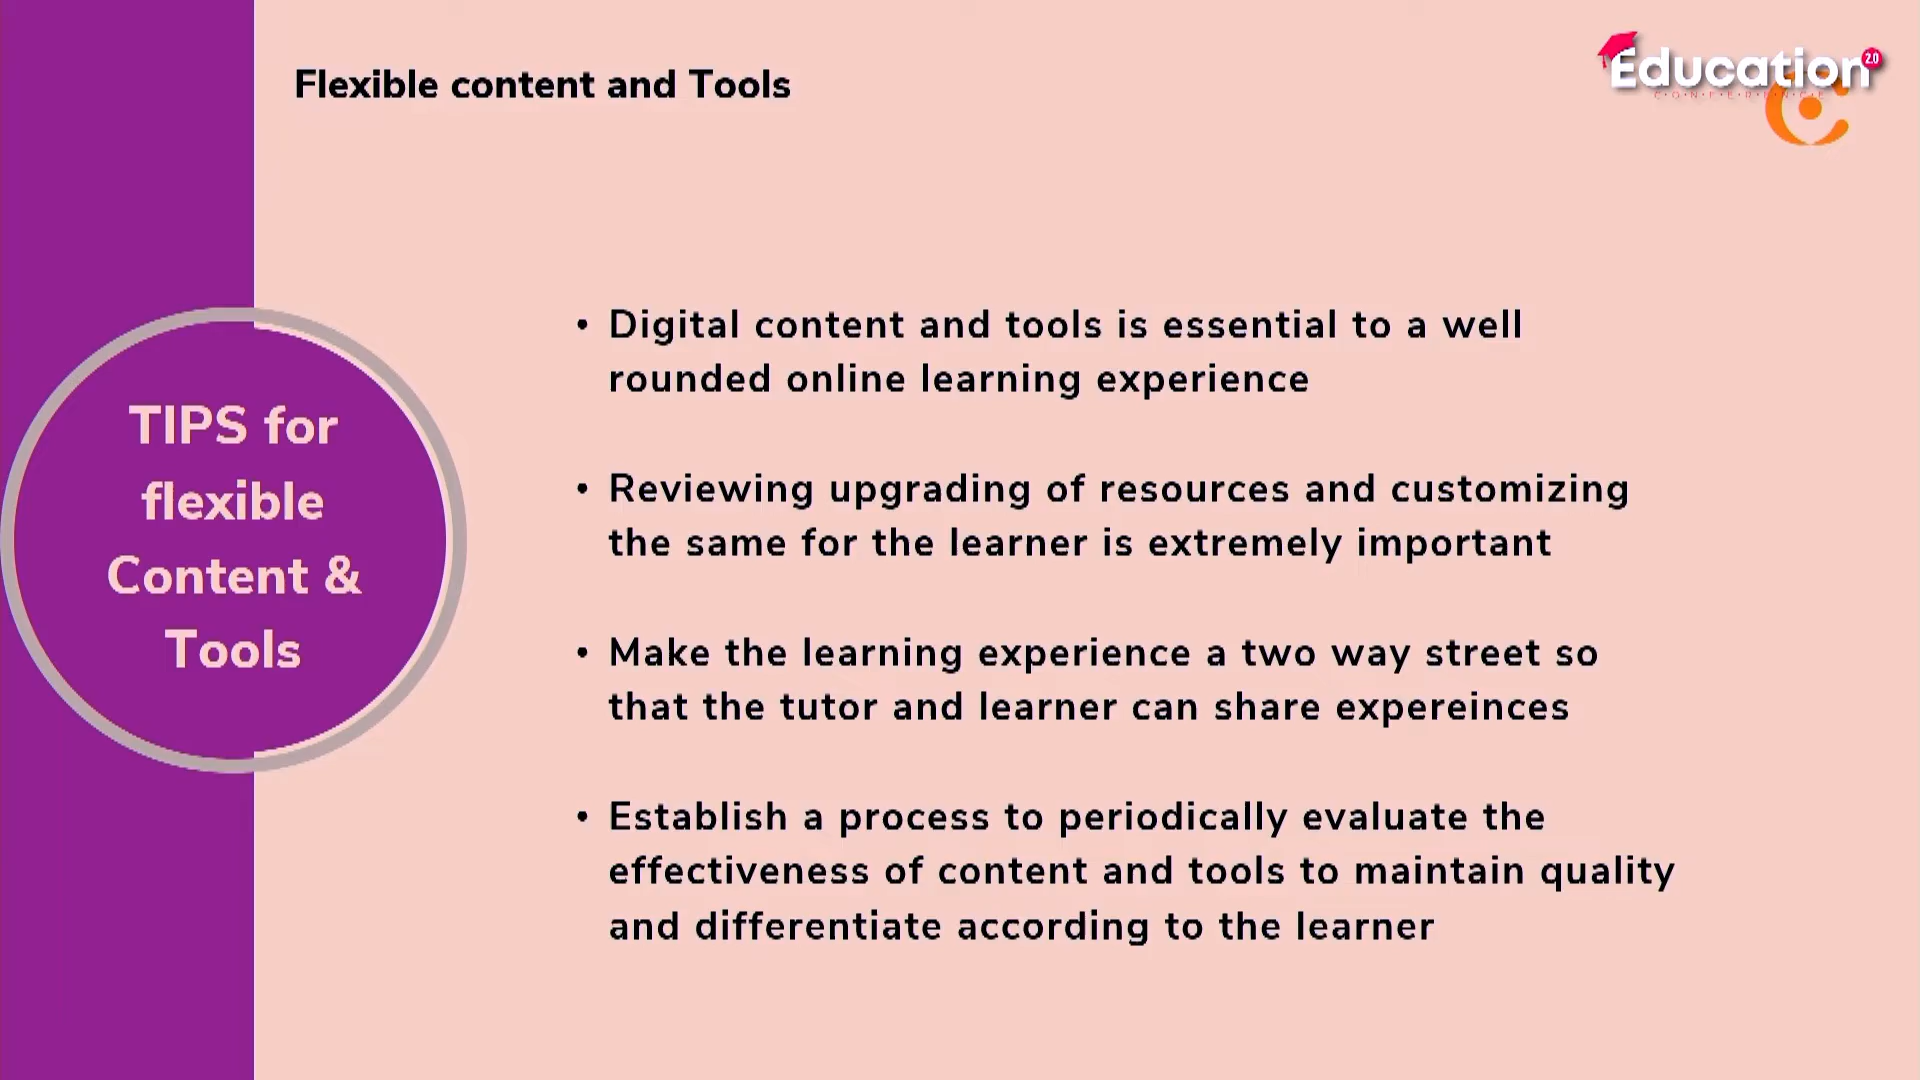 Flexible content and Tools
Education 2.0
CONFERENCE
TIPS for
flexible
Content &
Tools
• Digital content and tools is essential to a well
rounded online learning experience
• Reviewing upgrading of resources and customizing
the same for the learner is extremely important
• Make the learning experience a two way street so
that the tutor and learner can share expereinces
• Establish a process to periodically evaluate the
effectiveness of content and tools to maintain quality
and differentiate according to the learner